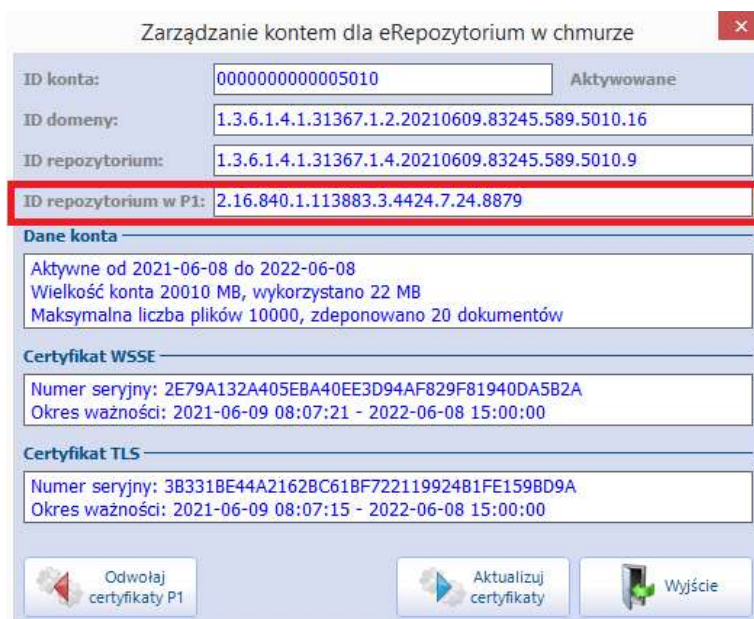 Zarządzanie kontem dla eRepozytorium w chmurze
ID konta: 0000000000005010 Aktywowane
ID domeny: 1.3.6.1.4.1.31367.1.2.20210609.83245.589.5010.16
ID repozytorium: 1.3.6.1.4.1.31367.1.4.20210609.83245.589.5010.9
ID repozytorium w P1: 2.16.840.1.113883.3.4424.7.24.8879
Dane konta
Aktywne od 2021-06-08 do 2022-06-08
Wielkość konta 20010 MB, wykorzystano 22 MB
Maksymalna liczba plików 10000, zdeponowano 20 dokumentów
Certyfikat WSSE
Numer seryjny: 2E79A132A405EBA40EE3D94AF829F81940DA5B2A
Okres ważności: 2021-06-09 08:07:21 - 2022-06-08 15:00:00
Certyfikat TLS
Numer seryjny: 3B331BE44A2162BC61BF722119924B1FE159BD9A
Okres ważności: 2021-06-09 08:07:15 - 2022-06-08 15:00:00
Odwołaj
certyfikaty P1
Aktualizuj
certyfikaty
Wyjście